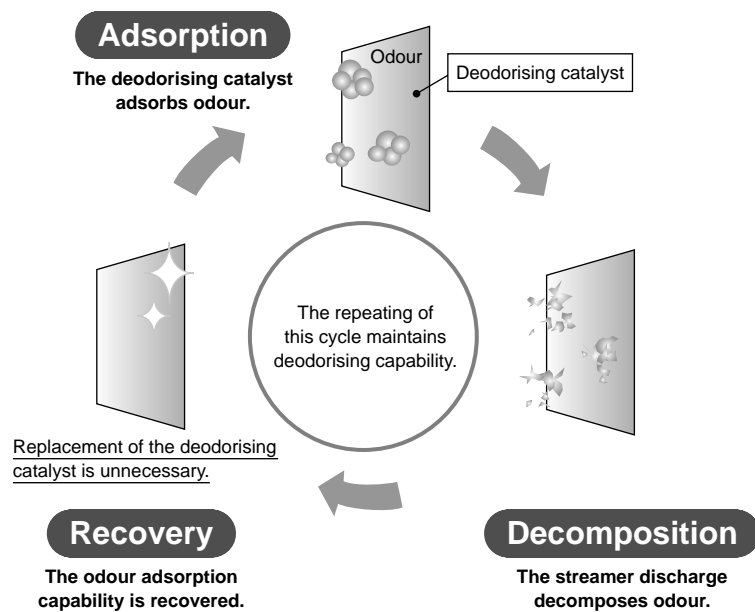 Adsorption
The deodorising catalyst
adsorbs odour.
Odour
Deodorising catalyst
The repeating of
this cycle maintains
deodorising capability.
Replacement of the deodorising
catalyst is unnecessary.
Recovery
The odour adsorption
capability is recovered.
Decomposition
The streamer discharge
decomposes odour.